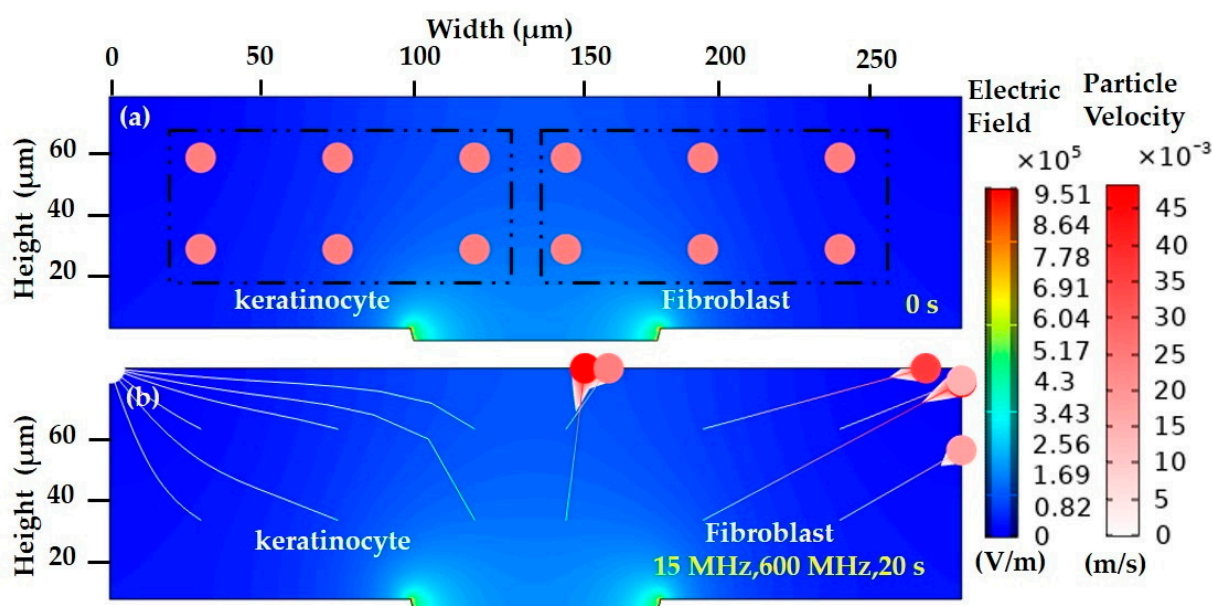 Width (μm)
0 50 100 150 200 250
Electric
Field
Particle
Velocity
×10⁵
×10⁻³
Height (μm)
60
40
20
(a)
keratinocyte
Fibroblast
0 s
9.51
8.64
7.78
6.91
6.04
5.17
4.3
3.43
2.56
1.69
0.82
0
(V/m)
45
40
35
30
25
20
15
10
5
0
(m/s)
Height (μm)
60
40
20
(b)
keratinocyte
Fibroblast
15 MHz,600 MHz,20 s